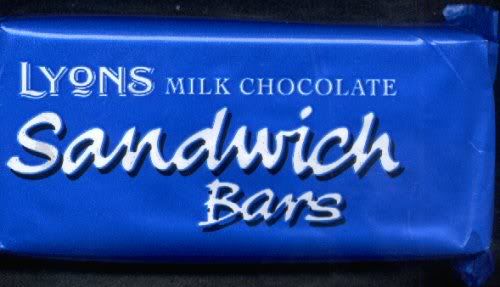 LYONS MILK CHOCOLATE
Sandwich
Bars